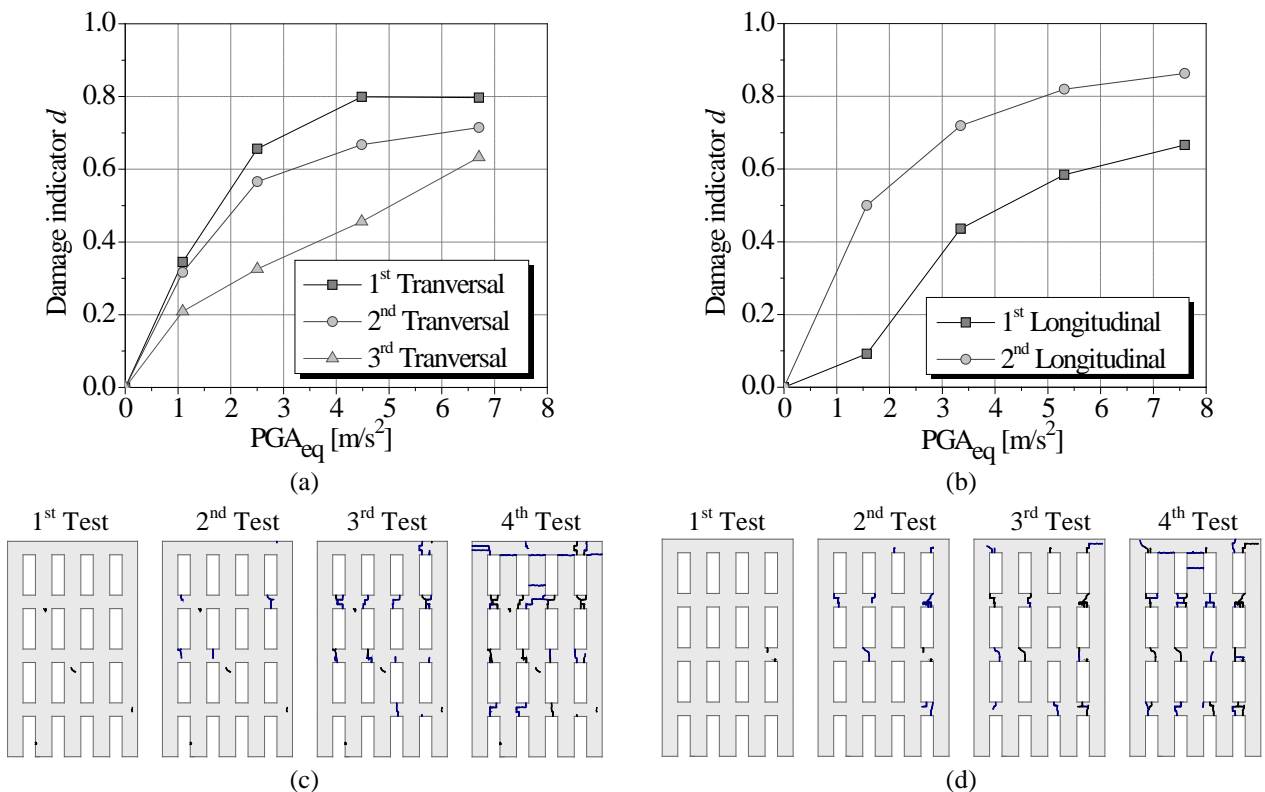 1.0
0.8
0.6
0.4
0.2
0.0
Damage indicator d
0 1 2 3 4 5 6 7 8
PGAeq [m/s²]
1st Tranversal
2nd Tranversal
3rd Tranversal
(a)
1.0
0.8
0.6
0.4
0.2
0.0
Damage indicator d
0 1 2 3 4 5 6 7 8
PGAeq [m/s²]
1st Longitudinal
2nd Longitudinal
(b)
1st Test 2nd Test 3rd Test 4th Test
(c)
1st Test 2nd Test 3rd Test 4th Test
(d)